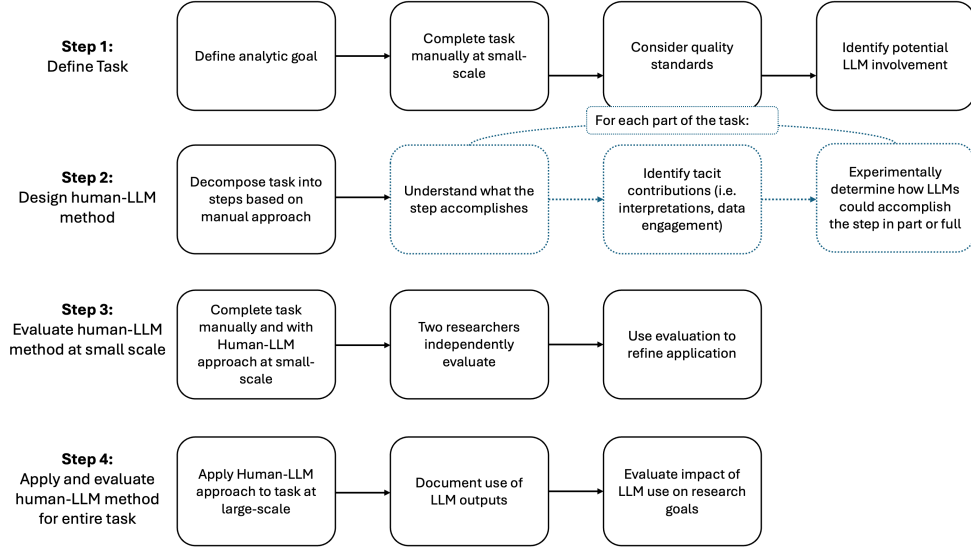 Step 1:
Define Task
Define analytic goal
Complete task
manually at small-
scale
Consider quality
standards
Identify potential
LLM involvement
For each part of the task:
Step 2:
Design human-LLM
method
Decompose task into
steps based on
manual approach
Understand what the
step accomplishes
Identify tacit
contributions (i.e.
interpretations, data
engagement)
Experimentally
determine how LLMs
could accomplish
the step in part or full
Step 3:
Evaluate human-LLM
method at small scale
Complete task
manually and with
Human-LLM
approach at small-
scale
Two researchers
independently
evaluate
Use evaluation to
refine application
Step 4:
Apply and evaluate
human-LLM method
for entire task
Apply Human-LLM
approach to task at
large-scale
Document use of
LLM outputs
Evaluate impact of
LLM use on research
goals